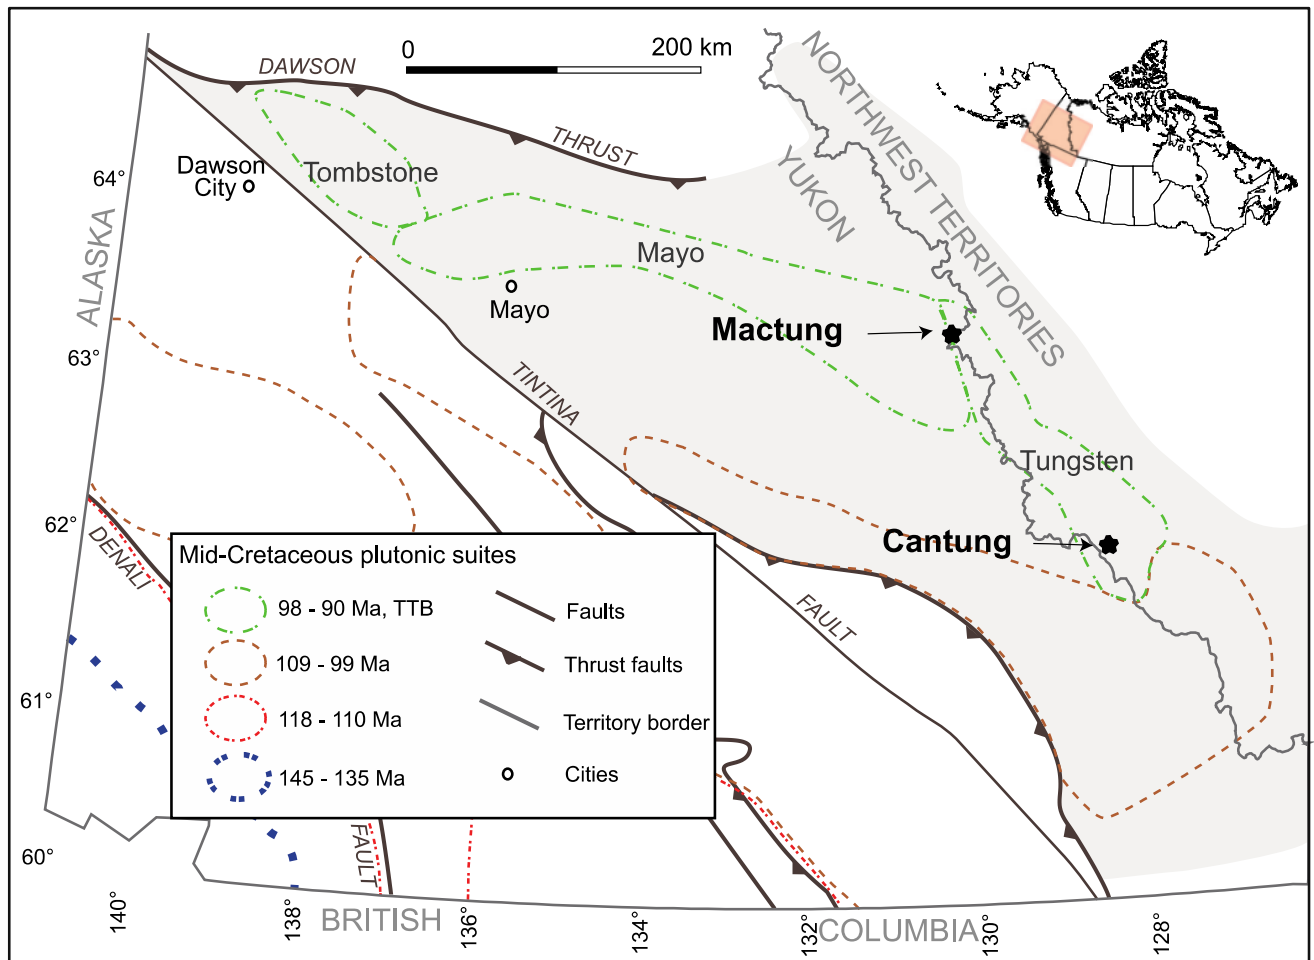 0
200 km
DAWSON
THRUST
NORTHWEST TERRITORIES
YUKON
Dawson
City
Tombstone
64°
ALASKA
Mayo
Mayo
Mactung
63°
TINTINA
Tungsten
62°
Cantung
DENALI
FAULT
Mid-Cretaceous plutonic suites
98 - 90 Ma, TTB
109 - 99 Ma
118 - 110 Ma
145 - 135 Ma
Faults
Thrust faults
Territory border
Cities
61°
60°
FAULT
BRITISH
COLUMBIA
140°
138°
136°
134°
132°
130°
128°